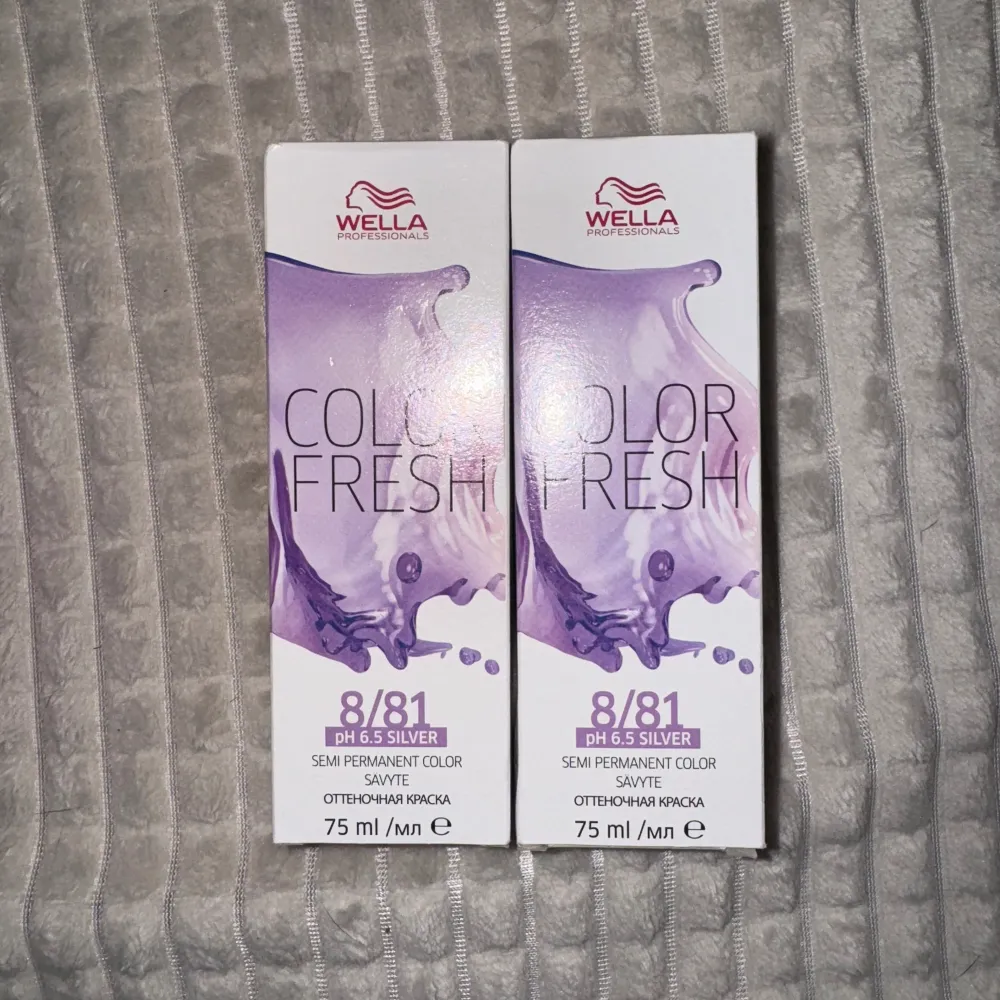 WELLA
PROFESSIONALS
COLOR
FRESH
8/81
pH 6.5 SILVER
SEMI PERMANENT COLOR
SAVYTE
ОТТЕНОЧНАЯ КРАСКА
75 ml /мл ℮
WELLA
PROFESSIONALS
COLOR
FRESH
8/81
pH 6.5 SILVER
SEMI PERMANENT COLOR
SÄVYTE
ОТТЕНОЧНАЯ КРАСКА
75 ml /мл ℮